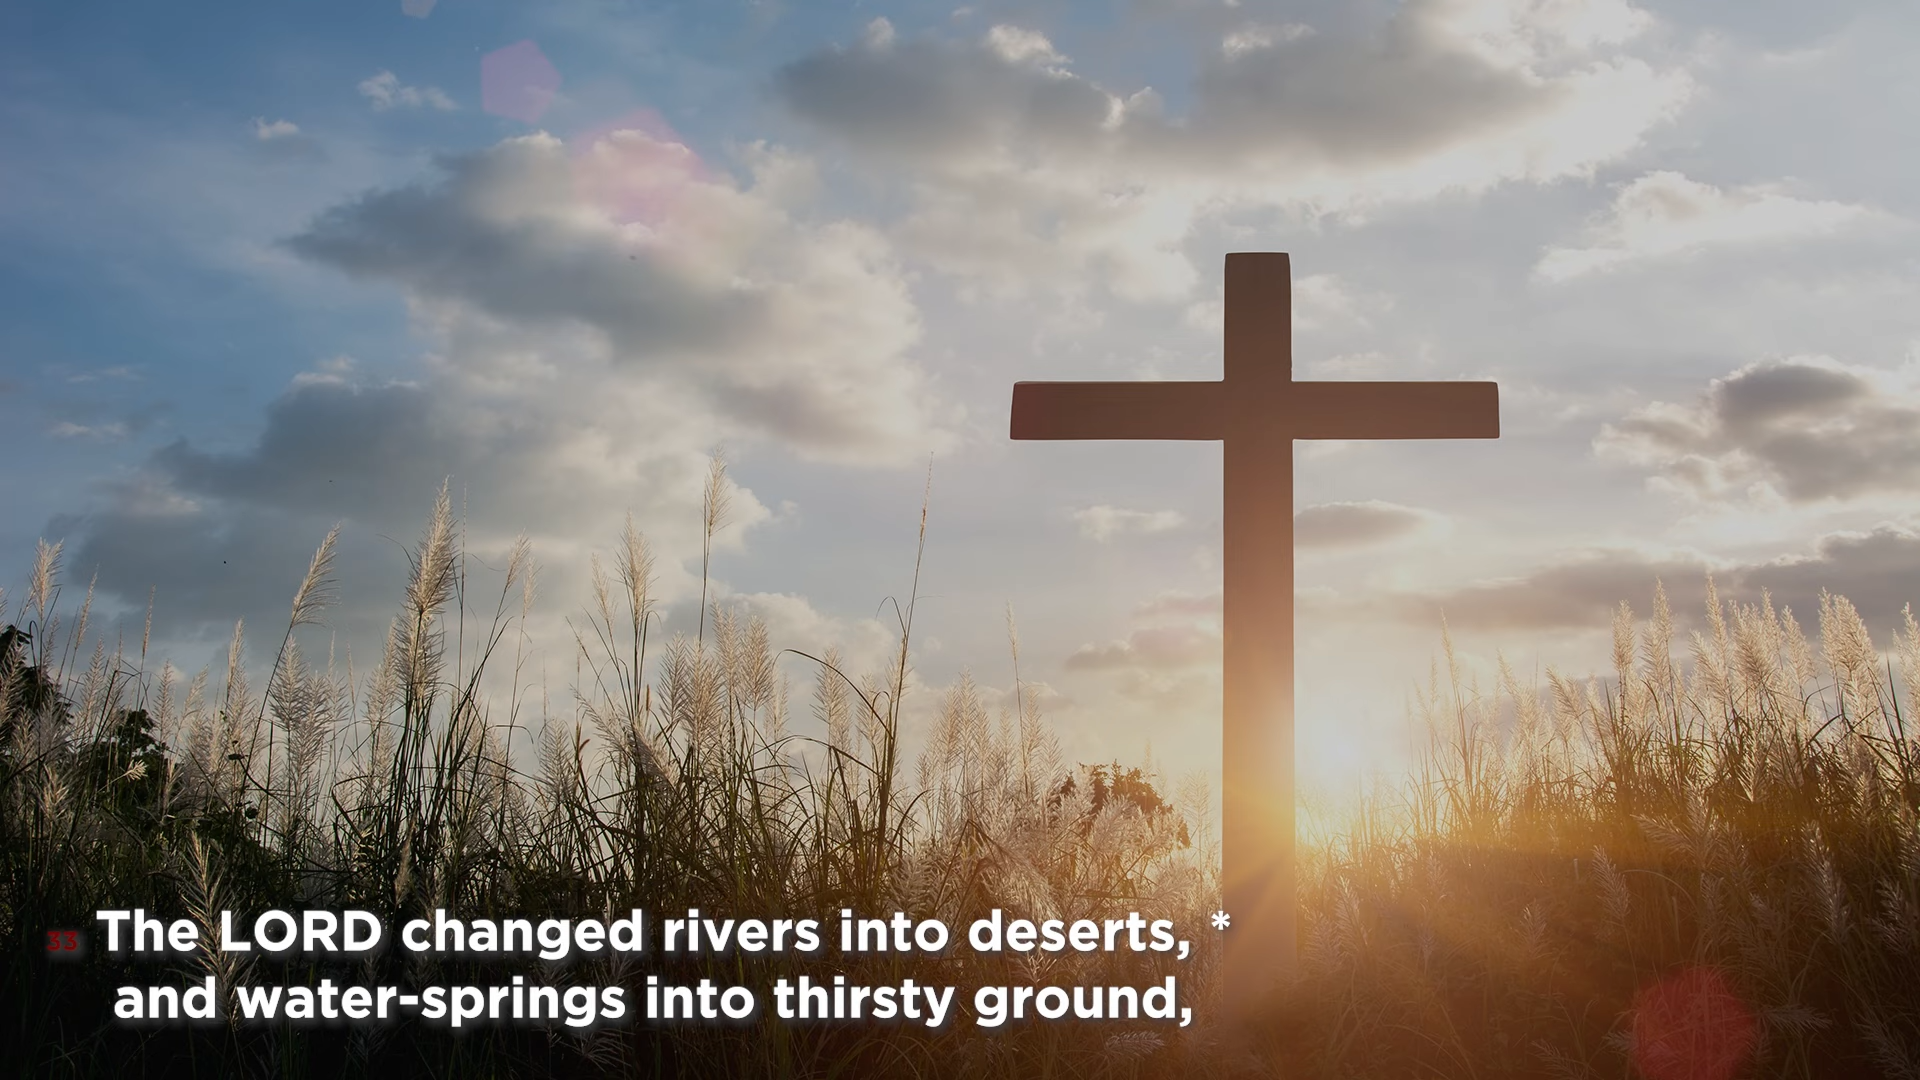 33 The LORD changed rivers into deserts, *
and water-springs into thirsty ground,